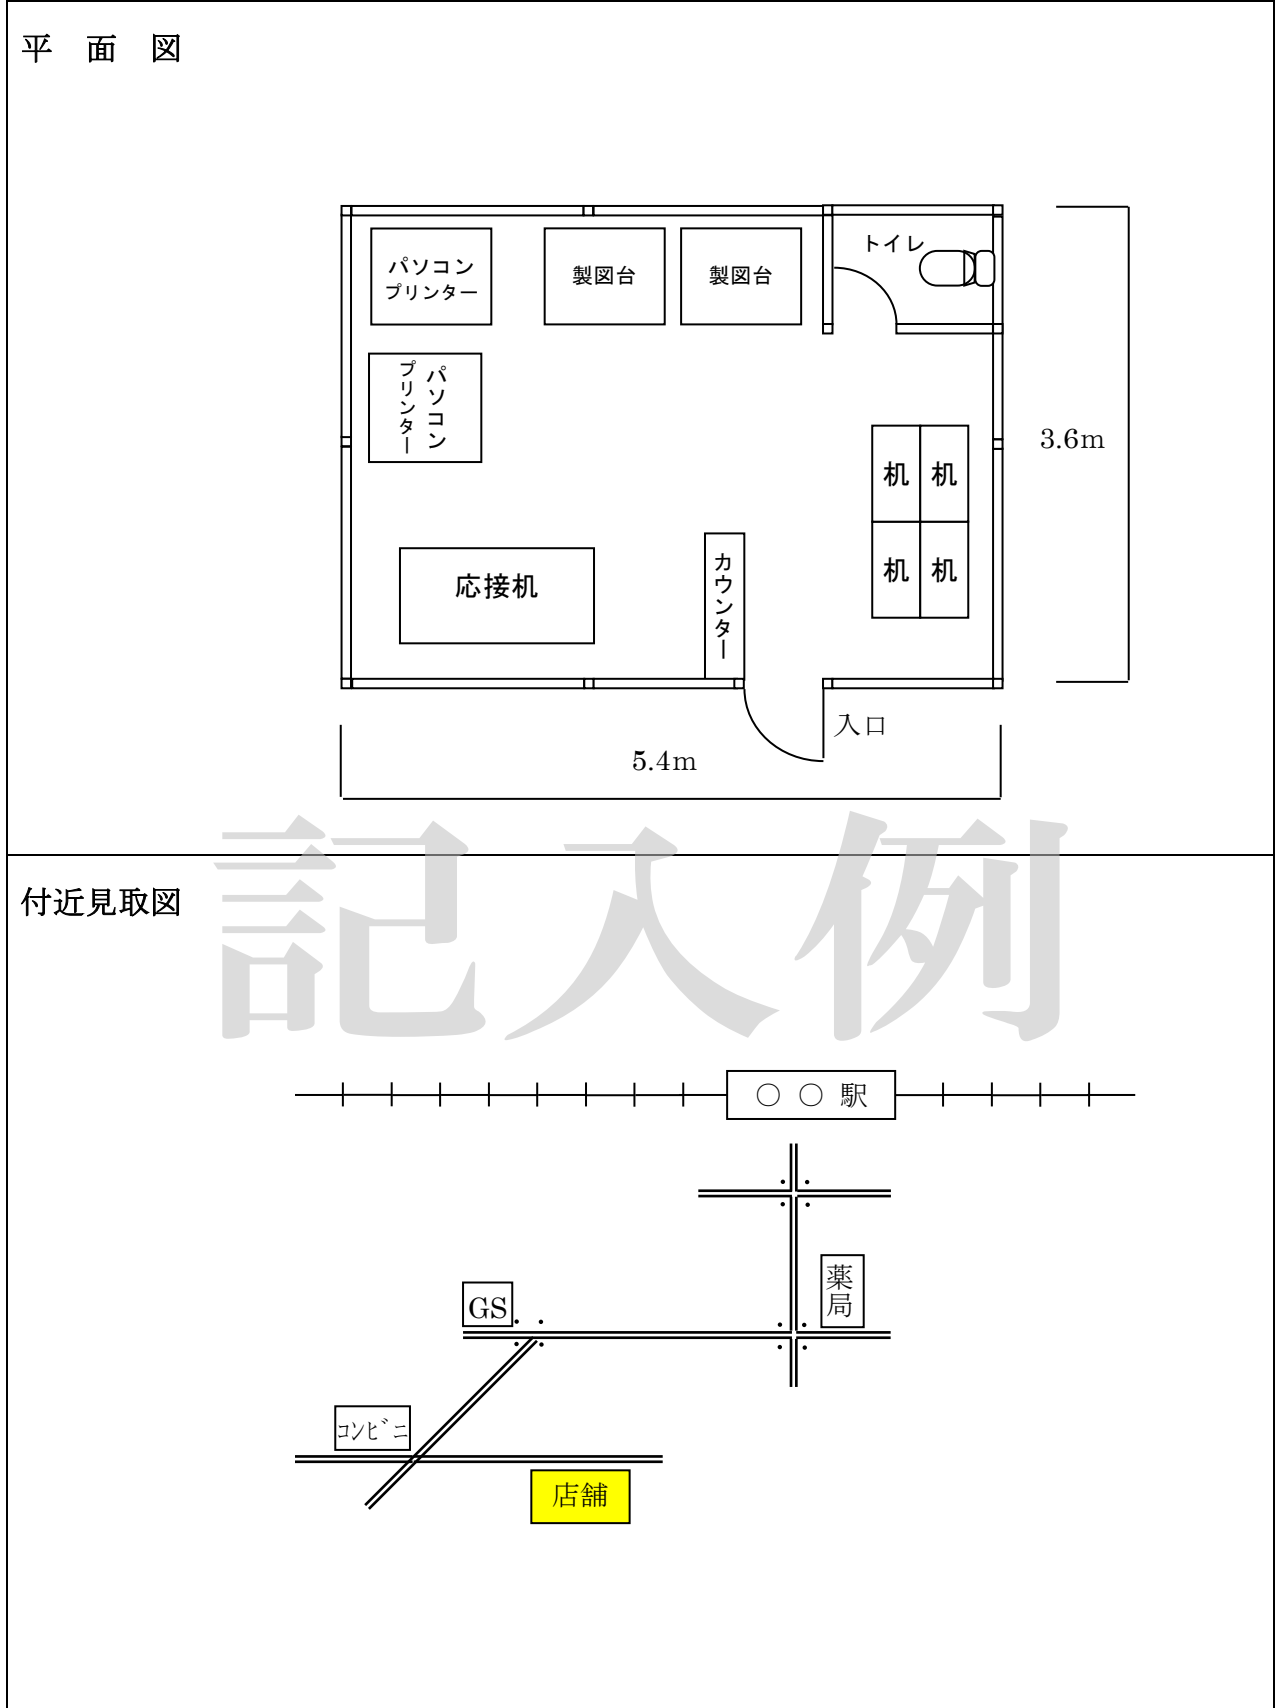 平　面　図
トイレ
パソコン
プリンター
製図台
製図台
パソコン
プリンター
3.6m
机
机
机
机
応接机
カウンター
入口
5.4m
記入例
付近見取図
○ ○ 駅
薬局
GS
コンビニ
店舗